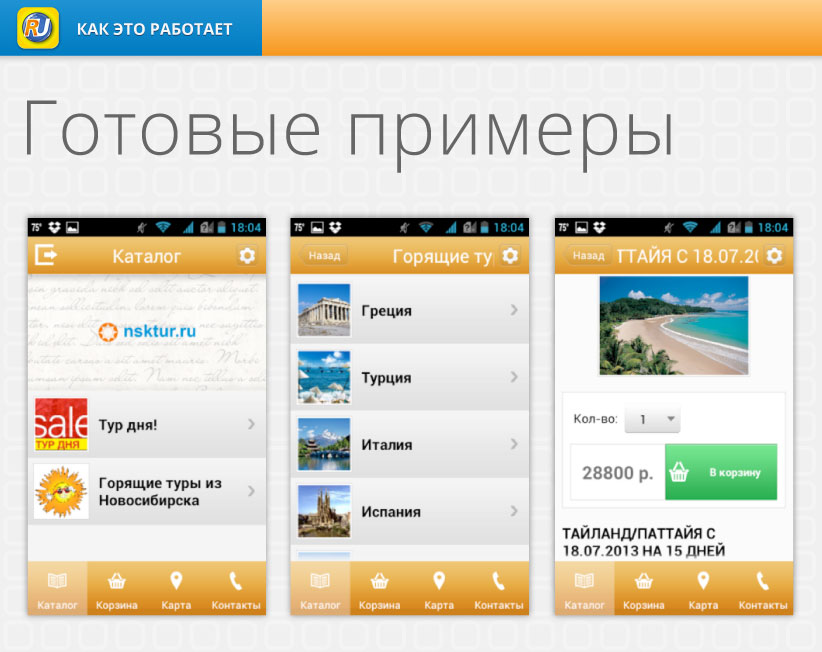 RU
КАК ЭТО РАБОТАЕТ
Готовые примеры
75° 18:04
Каталог
nsktur.ru
sale
ТУР ДНЯ
Тур дня!
Горящие туры из
Новосибирска
Каталог Корзина Карта Контакты
75° 18:04
Назад Горящие ту
Греция
Турция
Италия
Испания
Каталог Корзина Карта Контакты
75° 18:04
Назад ТТАЙЯ С 18.07.20
Кол-во: 1
28800 р. В корзину
ТАЙЛАНД/ПАТТАЙЯ С
18.07.2013 НА 15 ДНЕЙ
Каталог Корзина Карта Контакты